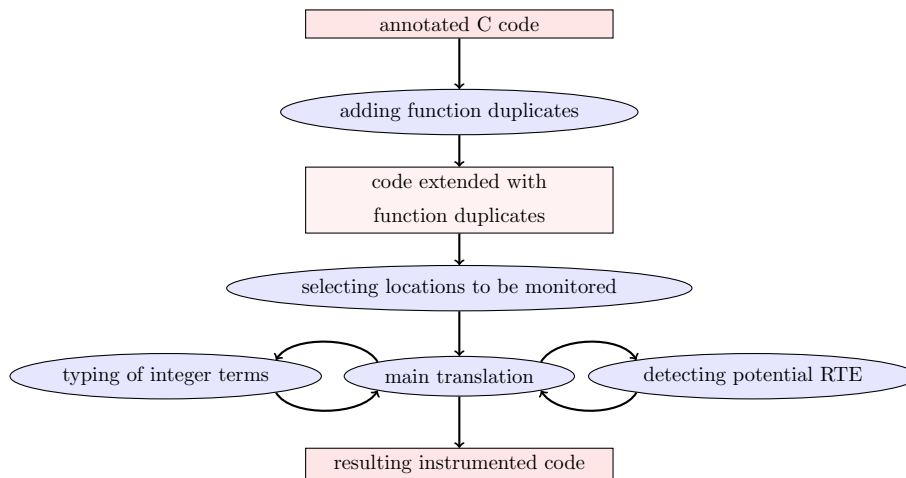 annotated C code
adding function duplicates
code extended with
function duplicates
selecting locations to be monitored
typing of integer terms
main translation
detecting potential RTE
resulting instrumented code